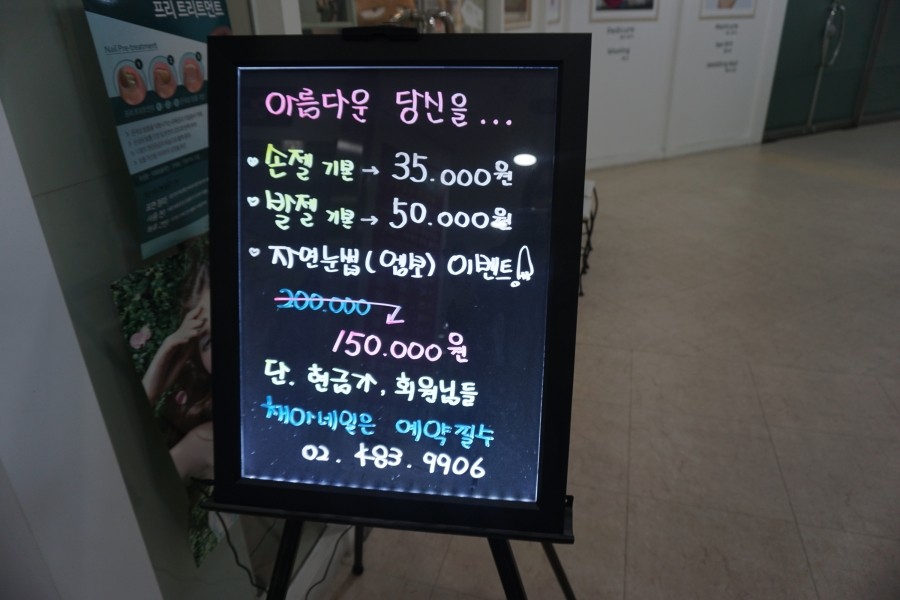 프리 트리트먼트
Nail Pre-treatment
아름다운 당신을...
손젤 기본 → 35.000원
발젤 기본 → 50.000원
자연눈썹(엠보) 이벤트!
200.000
150.000원
단. 현금가, 회원님들
채아네일은 예약필수
02.483.9906